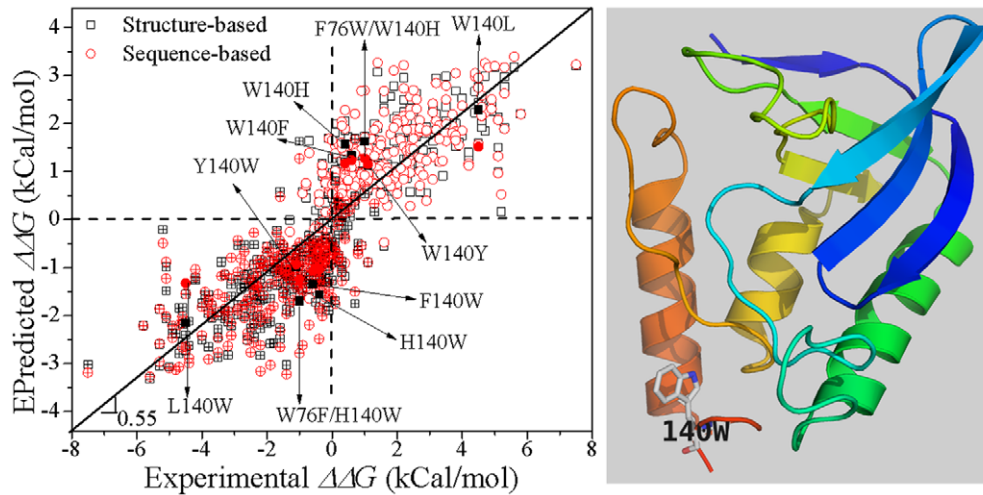 Structure-based
Sequence-based
F76W/W140H
W140L
W140H
W140F
Y140W
W140Y
F140W
H140W
L140W
W76F/H140W
0.55
4
3
2
1
0
-1
-2
-3
-4
-8
-6
-4
-2
0
2
4
6
8
EPredicted ΔΔG (kCal/mol)
Experimental ΔΔG (kCal/mol)
140W